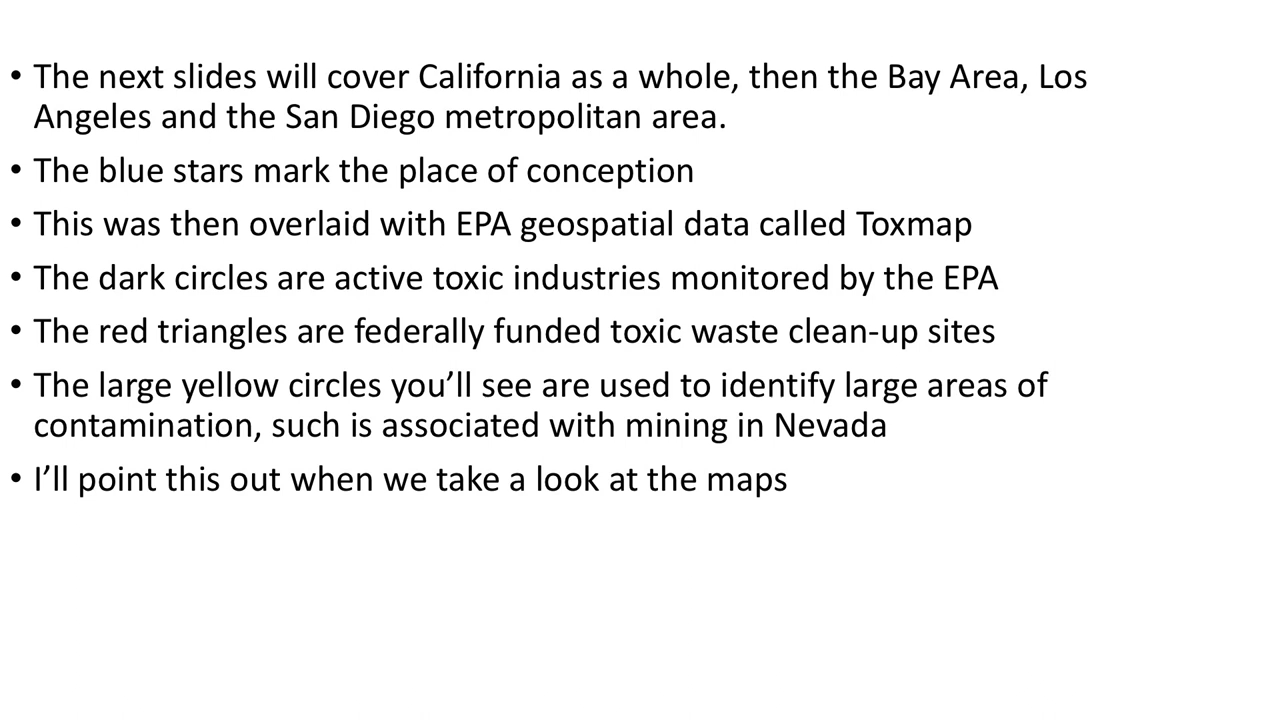 • The next slides will cover California as a whole, then the Bay Area, Los
Angeles and the San Diego metropolitan area.
• The blue stars mark the place of conception
• This was then overlaid with EPA geospatial data called Toxmap
• The dark circles are active toxic industries monitored by the EPA
• The red triangles are federally funded toxic waste clean-up sites
• The large yellow circles you’ll see are used to identify large areas of
contamination, such is associated with mining in Nevada
• I’ll point this out when we take a look at the maps